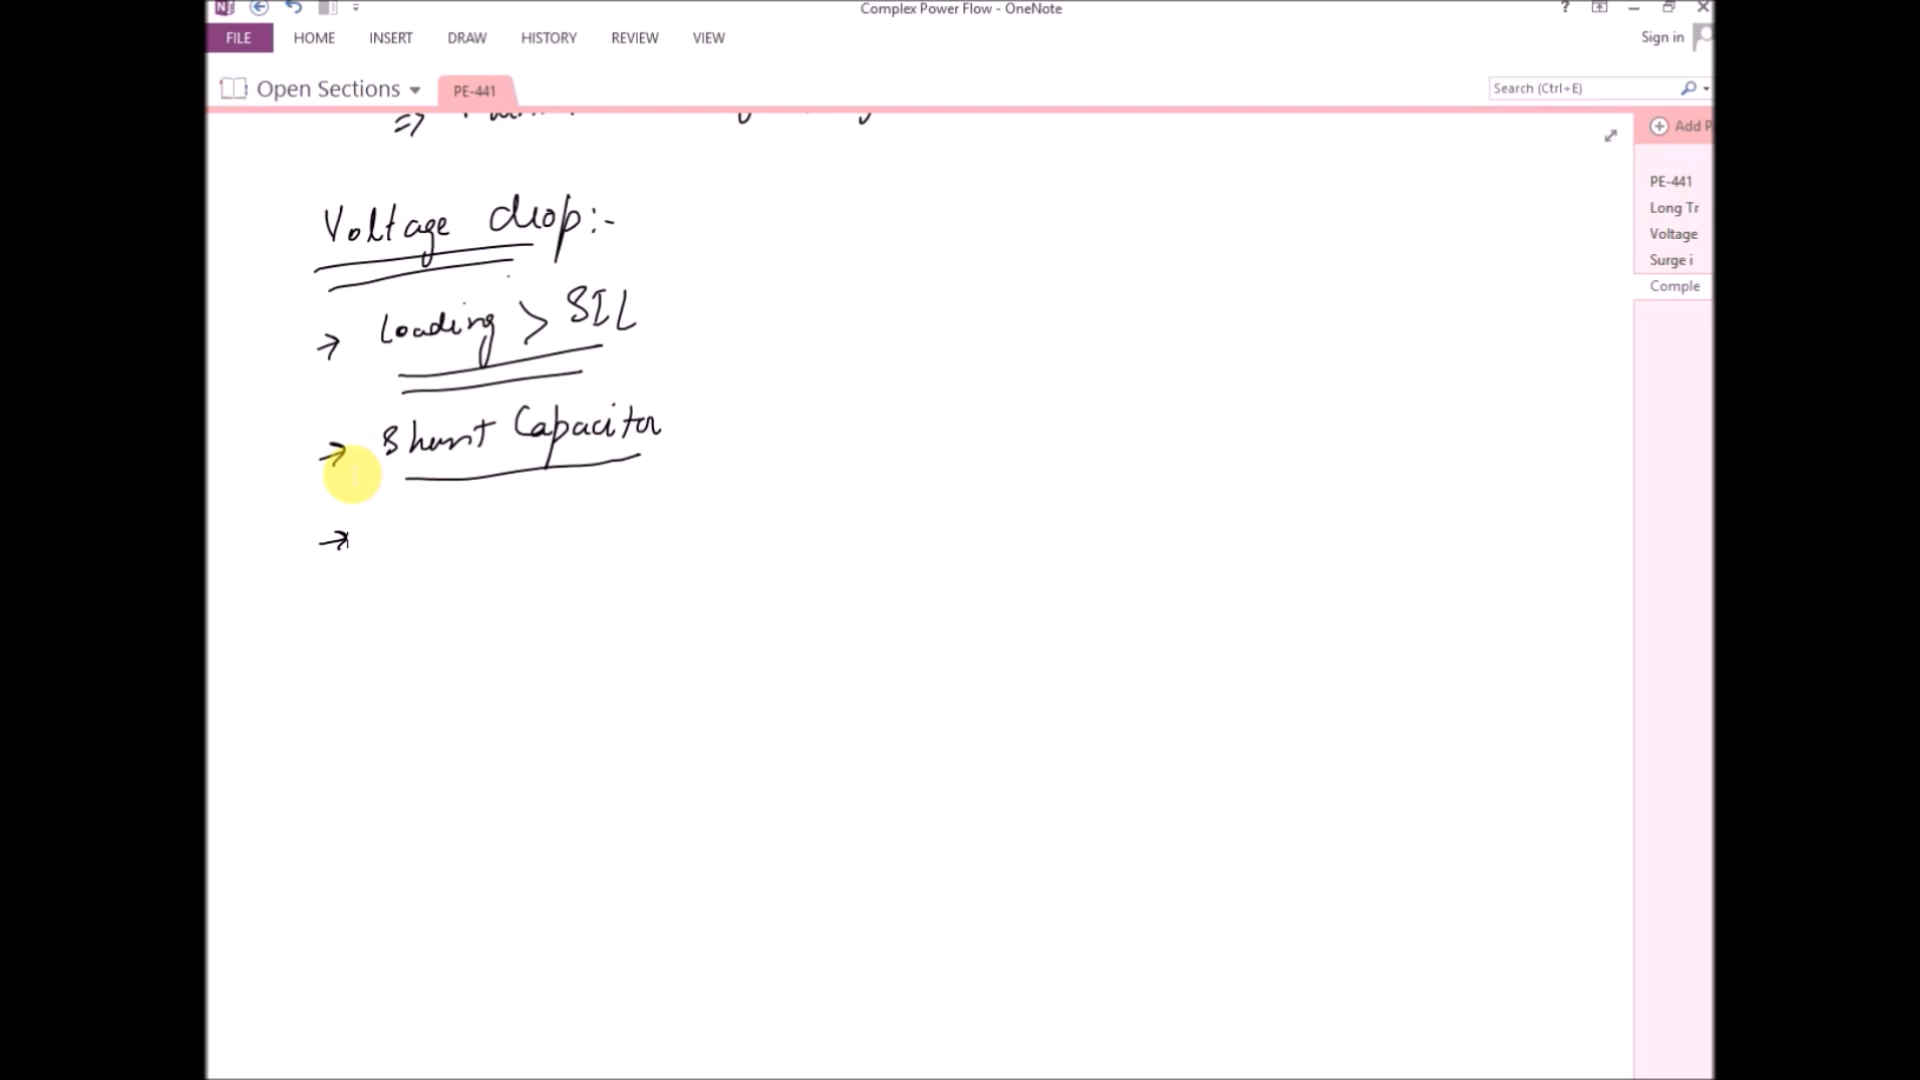 Complex Power Flow - OneNote
?
FILE HOME INSERT DRAW HISTORY REVIEW VIEW
Sign in
Open Sections
PE-441
Search (Ctrl+E)
=>
Add P
Voltage drop:-
→ Loading > SIL
→ Shunt Capacitor
→
PE-441
Long Tr
Voltage
Surge i
Comple